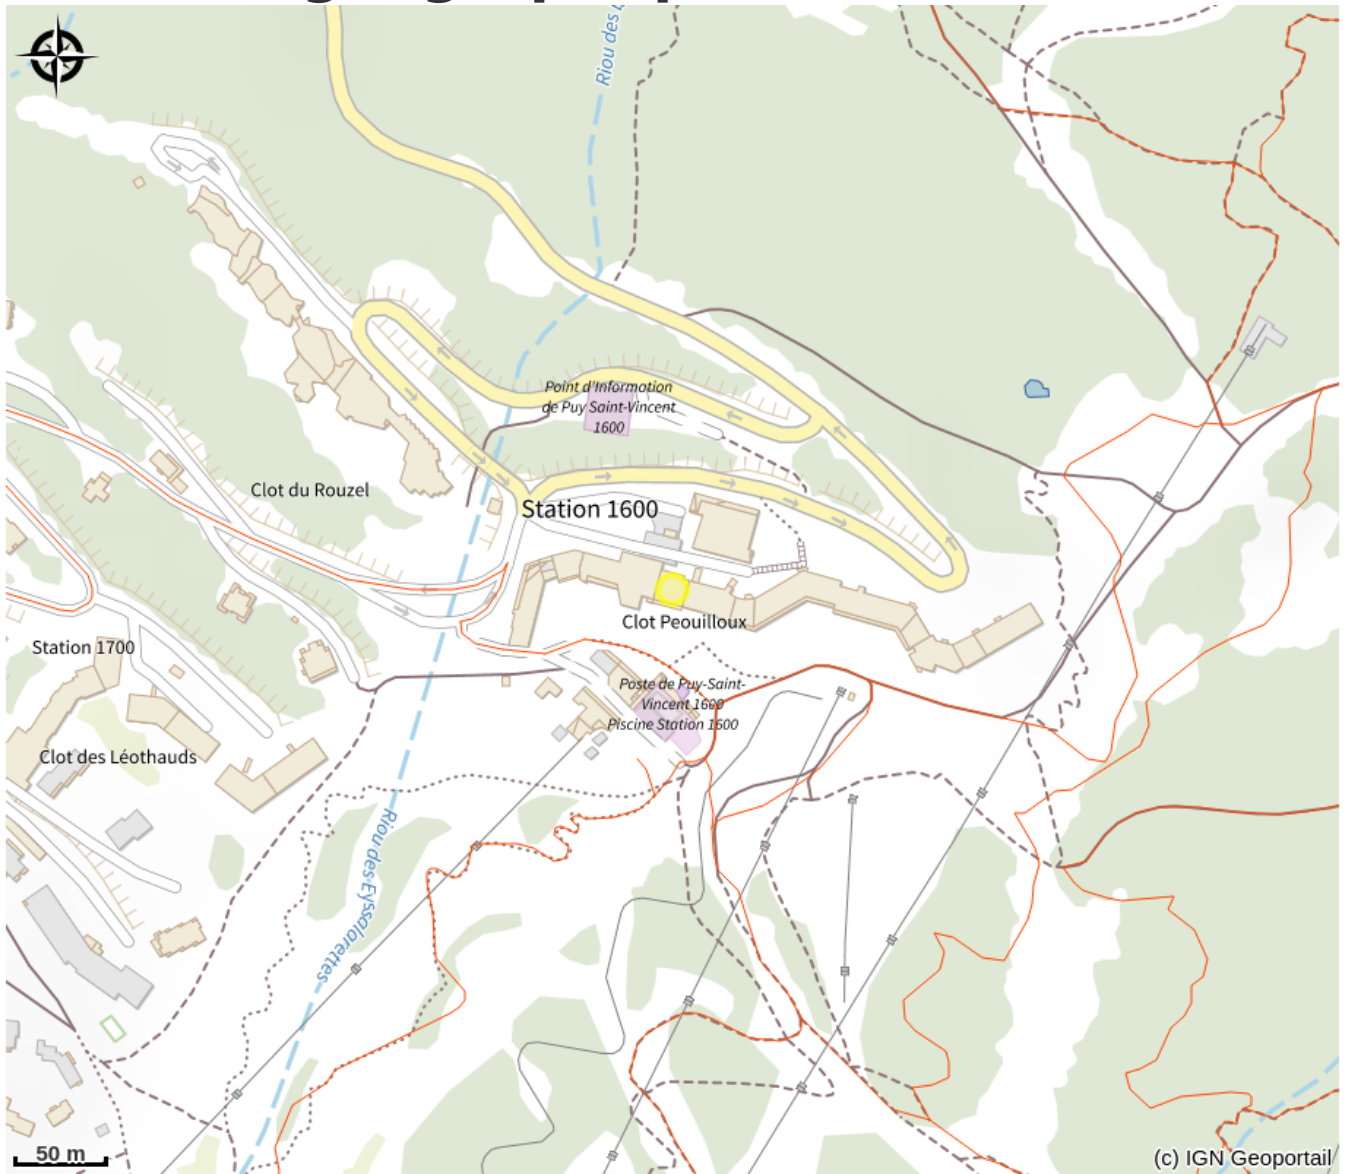 Riou des
Point d'Information
de Puy Saint-Vincent
1600
Clot du Rouzel
Station 1600
Clot Peouilloux
Station 1700
Poste de Puy-Saint-
Vincent 1600
Piscine Station 1600
Clot des Léothauds
Riou des Eyssalarettes
50 m
(c) IGN Geoportail